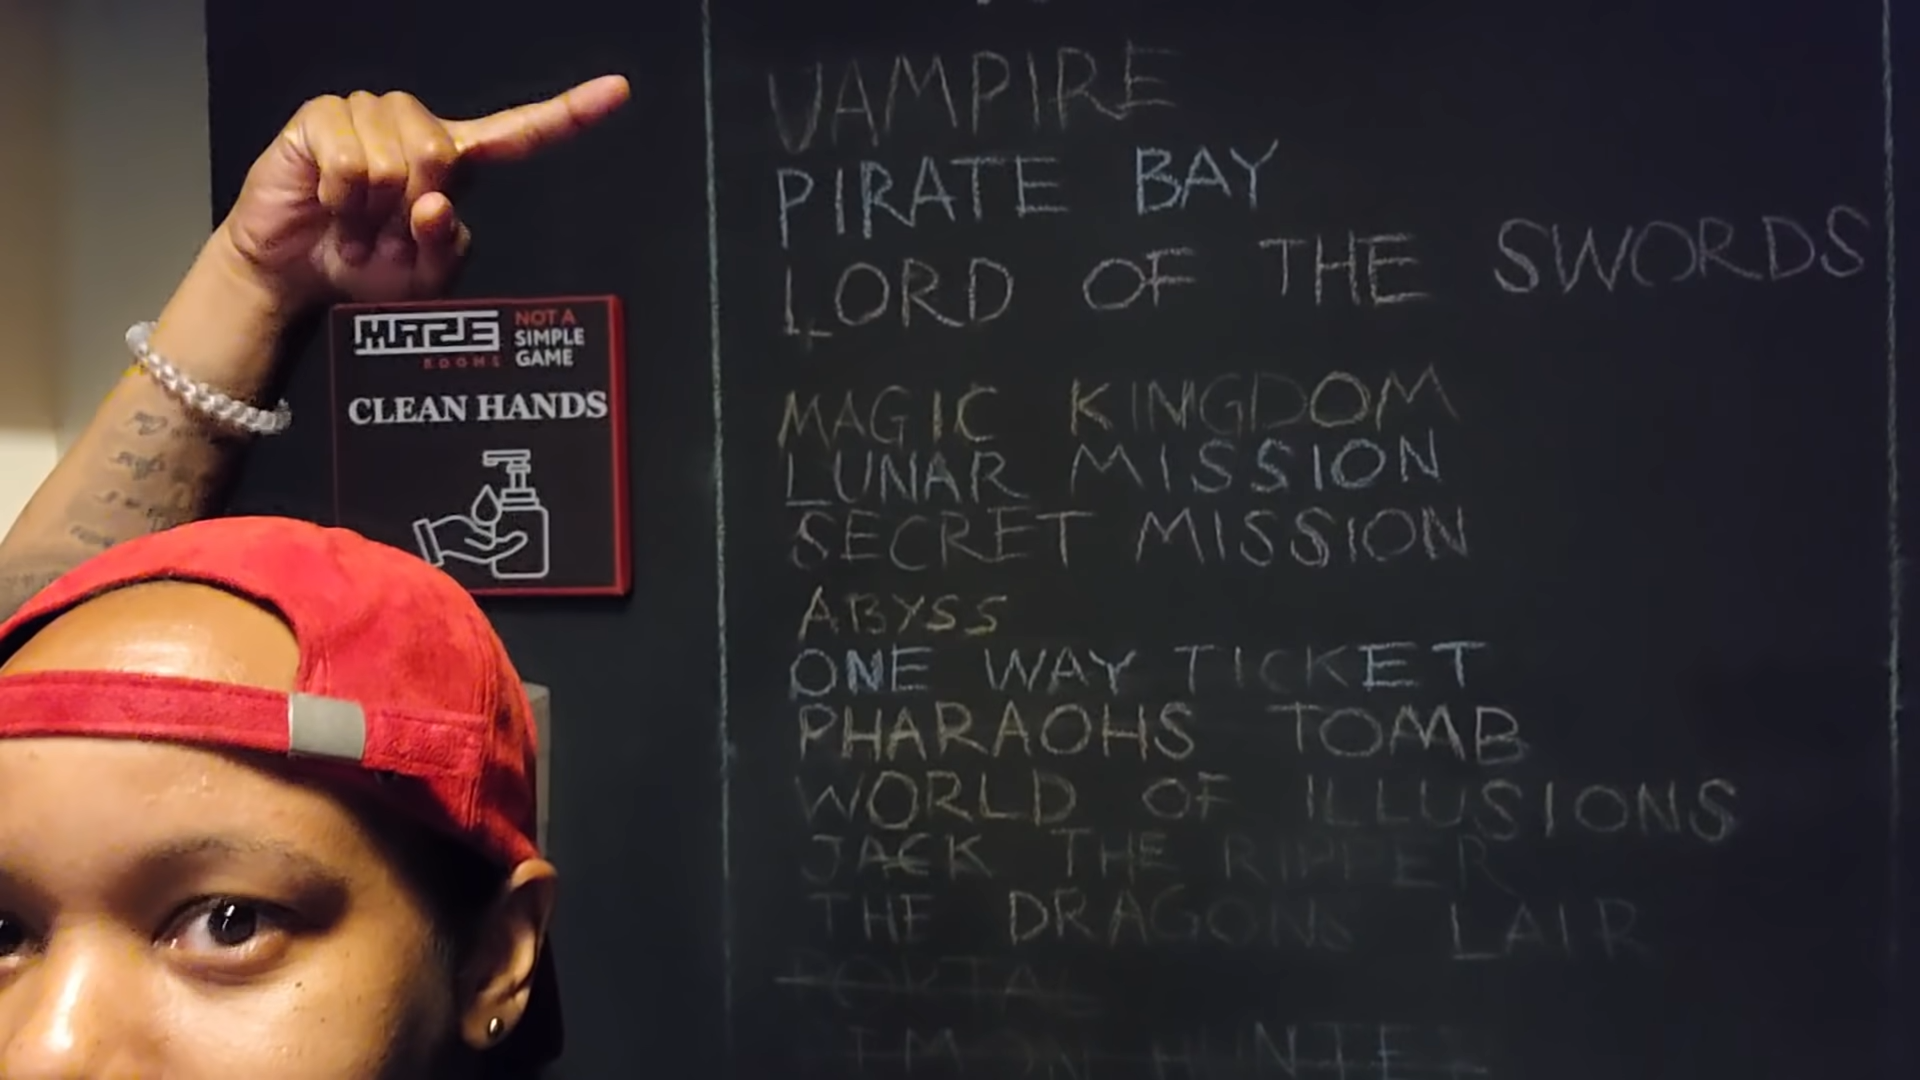 MAZE
ROOMS
NOT A
SIMPLE
GAME
CLEAN HANDS
VAMPIRE
PIRATE BAY
LORD OF THE SWORDS
MAGIC KINGDOM
LUNAR MISSION
SECRET MISSION
ABYSS
ONE WAY TICKET
PHARAOHS TOMB
WORLD OF ILLUSIONS
JACK THE RIPPER
THE DRAGONS LAIR
PORTAL